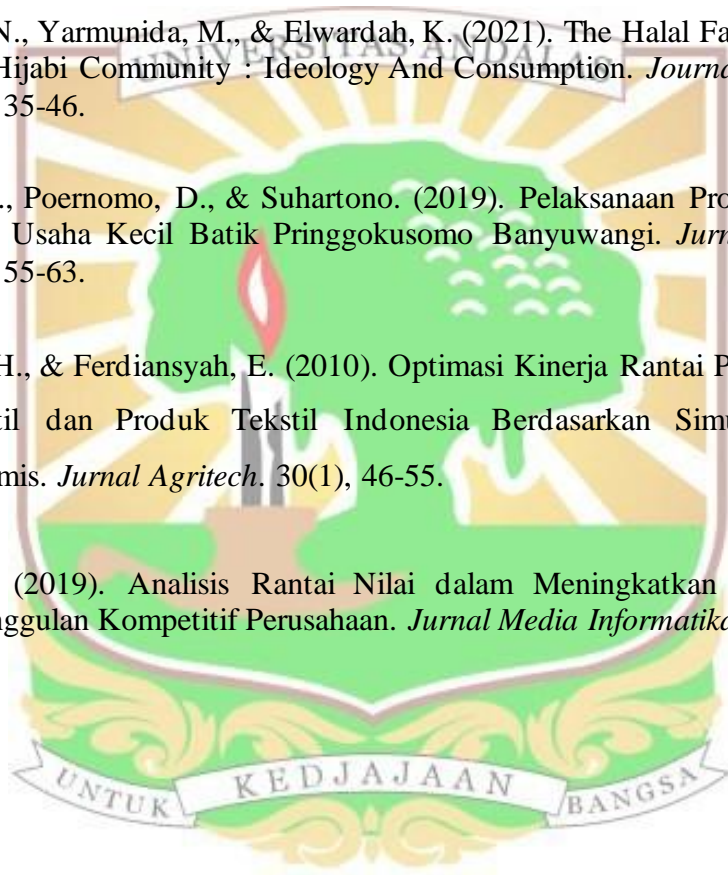 N., Yarmunida, M., & Elwardah, K. (2021). The Halal Fa
UNIVERSITAS ANDALAS
Hijabi Community : Ideology And Consumption. Journa
35-46.
., Poernomo, D., & Suhartono. (2019). Pelaksanaan Pro
Usaha Kecil Batik Pringgokusomo Banyuwangi. Jurn
55-63.
H., & Ferdiansyah, E. (2010). Optimasi Kinerja Rantai P
til dan Produk Tekstil Indonesia Berdasarkan Simu
mis. Jurnal Agritech. 30(1), 46-55.
(2019). Analisis Rantai Nilai dalam Meningkatkan
nggulan Kompetitif Perusahaan. Jurnal Media Informatika
UNTUK KEDJAJAAN BANGSA